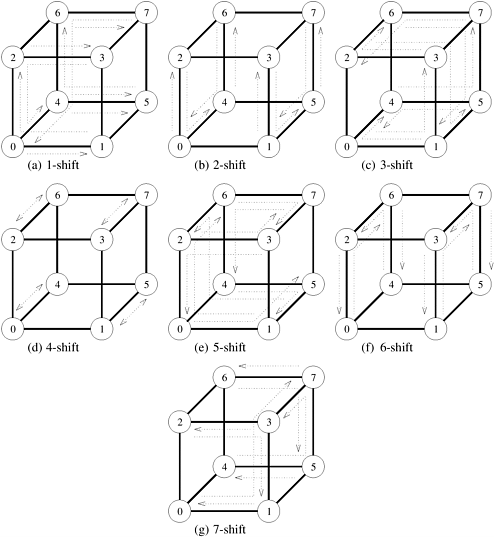 6 7 6 7 6 7
2 3 2 3 2 3
4 5 4 5 4 5
0 1 0 1 0 1
(a) 1-shift (b) 2-shift (c) 3-shift
6 7 6 7 6 7
2 3 2 3 2 3
4 5 4 5 4 5
0 1 0 1 0 1
(d) 4-shift (e) 5-shift (f) 6-shift
6 7
2 3
4 5
0 1
(g) 7-shift